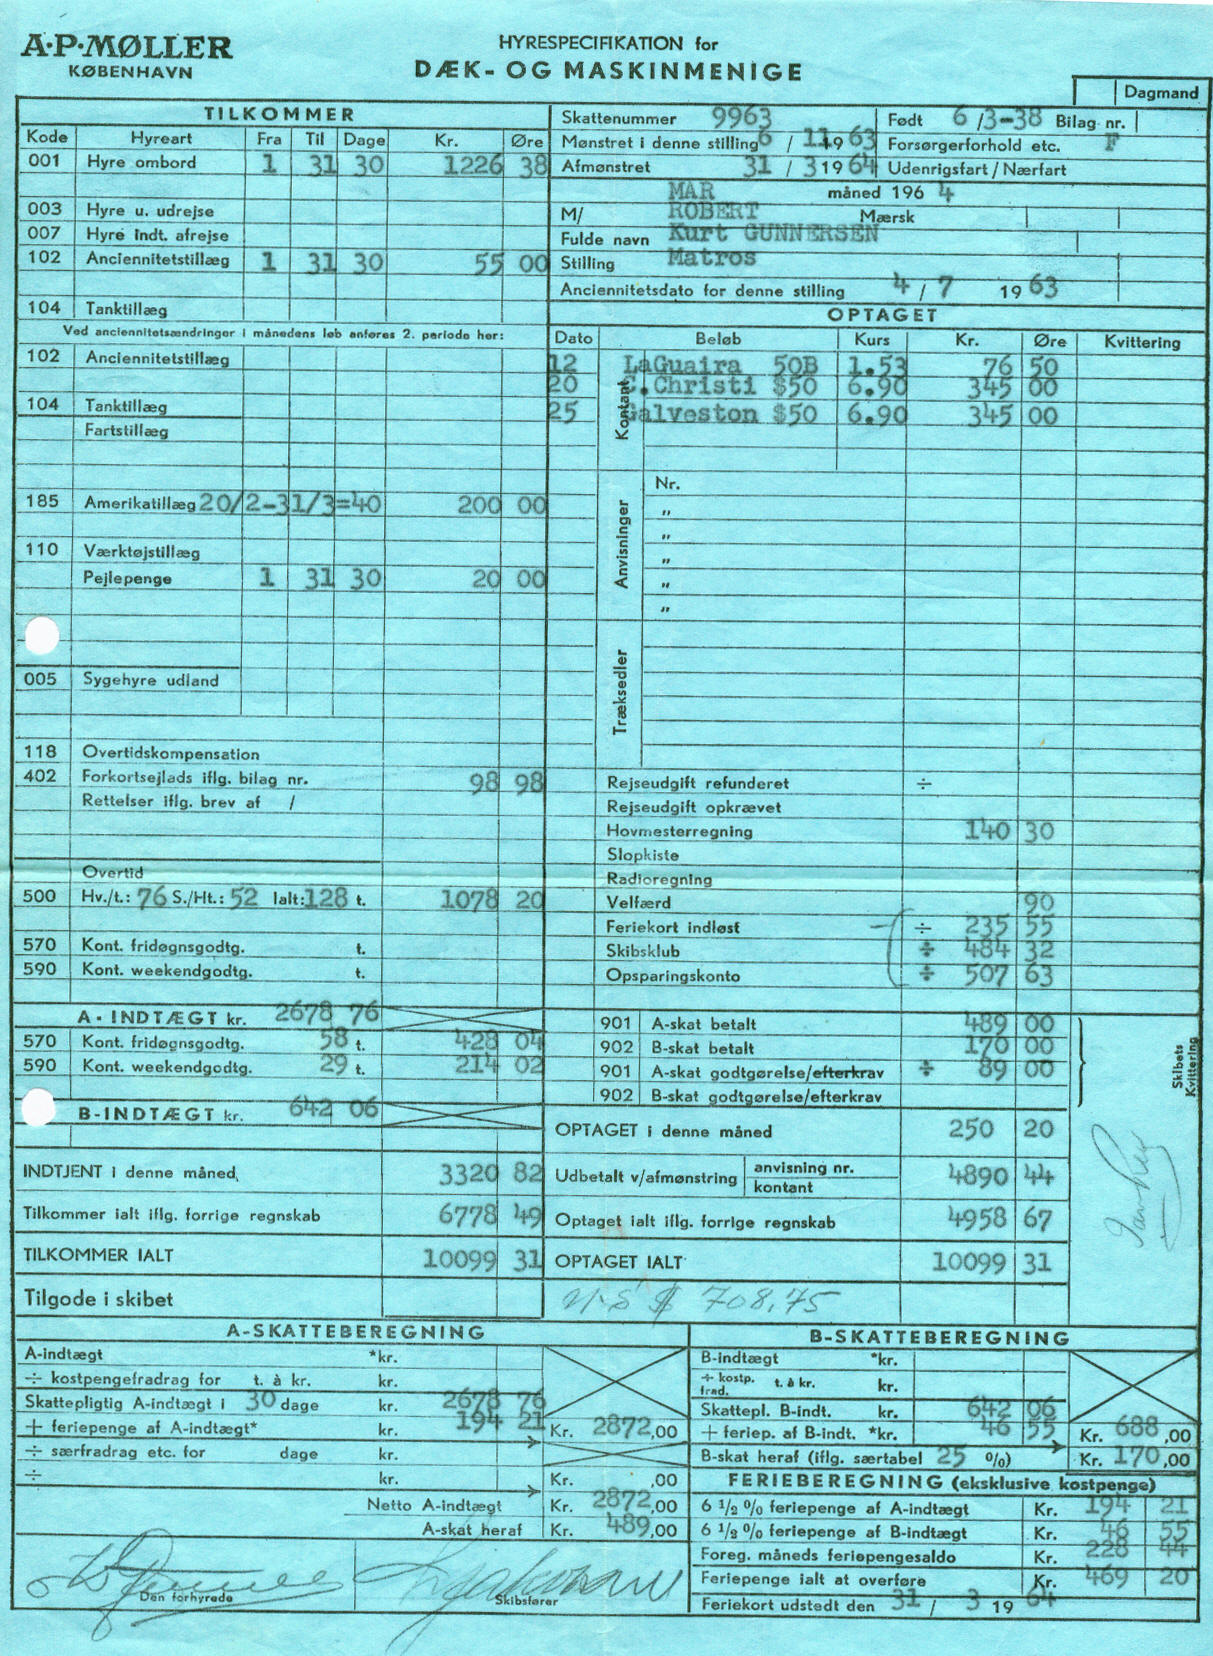 A·P·MØLLER
KØBENHAVN
HYRESPECIFIKATION for
DÆK- OG MASKINMENIGE
Dagmand
TILKOMMER
Kode Hyreart Fra Til Dage Kr. Øre
001 Hyre ombord 1 31 30 1226 38
003 Hyre u. udrejse
007 Hyre indt. afrejse
102 Anciennitetstillæg 1 31 30 55 00
104 Tanktillæg
Ved anciennitetsændringer i månedens løb anføres 2. periode her:
102 Anciennitetstillæg
104 Tanktillæg
Fartstillæg
185 Amerikatillæg 20/2-31/3=40 200 00
110 Værktøjstillæg
Pejlepenge 1 31 30 20 00
005 Sygehyre udland
118 Overtidskompensation
402 Forkortsejlads iflg. bilag nr. 98 98
Rettelser iflg. brev af /
Overtid
500 Hv./t.: 76 S./Ht.: 52 Ialt: 128 t. 1078 20
570 Kont. fridøgnsgodtg. t.
590 Kont. weekendgodtg. t.
A - INDTÆGT kr. 2678 76
570 Kont. fridøgnsgodtg. 58 t. 428 04
590 Kont. weekendgodtg. 29 t. 214 02
B-INDTÆGT kr. 642 06
INDTJENT i denne måned, 3320 82
Tilkommer ialt iflg. forrige regnskab 6778 49
TILKOMMER IALT 10099 31
Tilgode i skibet
Skattenummer 9963 Født 6 /3-38 Bilag nr.
Mønstret i denne stilling 6 / 11 19 63 Forsørgerforhold etc. F
Afmønstret 31 / 3 19 64 Udenrigsfart / Nærfart
MAR måned 196 4
M/ ROBERT Mærsk
Fulde navn Kurt GUNNERSEN
Stilling Matros
Anciennitetsdato for denne stilling 4 / 7 19 63
OPTAGET
Dato Beløb Kurs Kr. Øre Kvittering
Kontant
12 LaGuaira 50B 1.53 76 50
20 C.Christi $50 6.90 345 00
25 Galveston $50 6.90 345 00
Anvisninger
Nr.
"
"
"
"
"
Træksedler
Rejseudgift refunderet ÷
Rejseudgift opkrævet
Hovmesterregning 140 30
Slopkiste
Radioregning
Velfærd 90
Feriekort indløst ÷ 235 55
Skibsklub ÷ 484 32
Opsparingskonto ÷ 507 63
901 A-skat betalt 489 00
902 B-skat betalt 170 00
901 A-skat godtgørelse/efterkrav ÷ 89 00
902 B-skat godtgørelse/efterkrav
Skibets Kvittering
OPTAGET i denne måned 250 20
Udbetalt v/afmønstring anvisning nr. kontant 4890 44
Optaget ialt iflg. forrige regnskab 4958 67
OPTAGET IALT 10099 31
U.S $ 708,75
A-SKATTEBEREGNING
A-indtægt *kr.
÷ kostpengefradrag for t. à kr. kr.
Skattepligtig A-indtægt i 30 dage kr. 2678 76
+ feriepenge af A-indtægt* kr. 194 21 Kr. 2872,00
÷ særfradrag etc. for dage kr.
÷ kr. Kr. ,00
Netto A-indtægt Kr. 2872,00
A-skat heraf Kr. 489,00
Den forhyrede
Skibsfører
B-SKATTEBEREGNING
B-indtægt *kr.
÷ kostp. frad. t. à kr. kr.
Skattepl. B-indt. kr. 642 06
+ feriep. af B-indt. *kr. 46 55 Kr. 688,00
B-skat heraf (iflg. særtabel 25 %) Kr. 170,00
FERIEBEREGNING (eksklusive kostpenge)
6 1/2 % feriepenge af A-indtægt Kr. 194 21
6 1/2 % feriepenge af B-indtægt Kr. 46 55
Foreg. måneds feriepengesaldo Kr. 228 44
Feriepenge ialt at overføre Kr. 469 20
Feriekort udstedt den 31 / 3 19 64